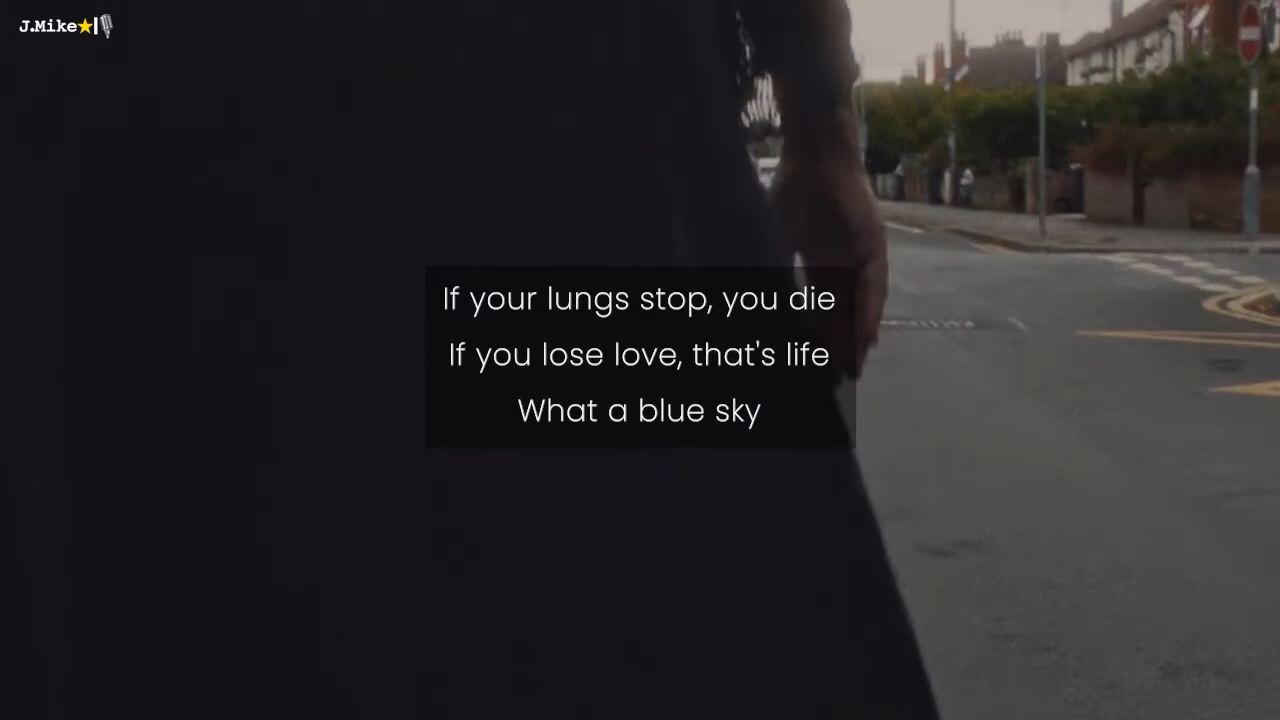 J.Mike
If your lungs stop, you die
If you lose love, that's life
What a blue sky